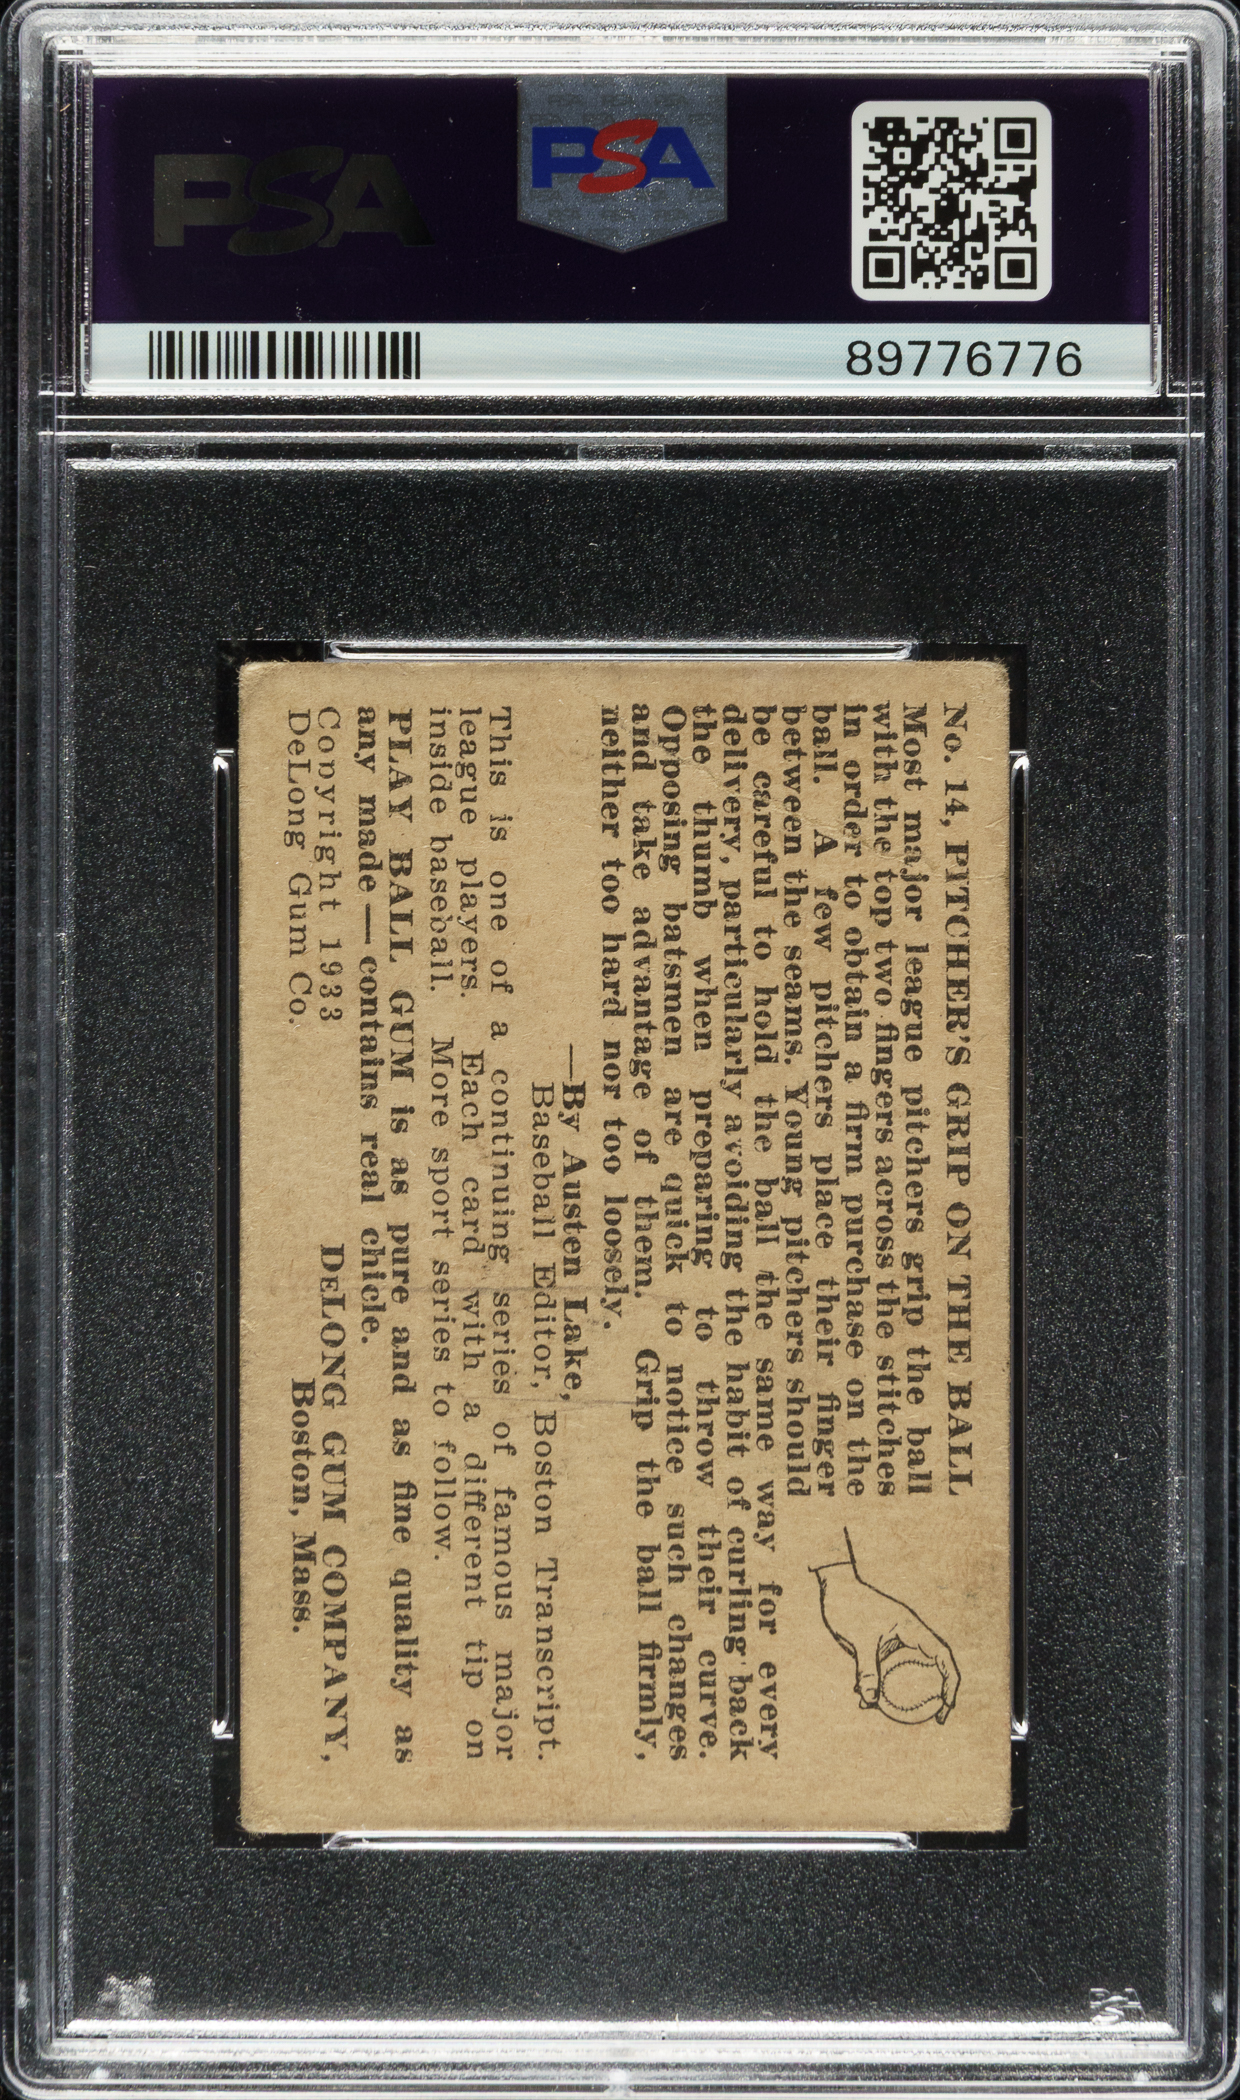 PSA
PSA
89776776
No. 14, PITCHER'S GRIP ON THE BALL
Most major league pitchers grip the ball
with the top two fingers across the stitches
in order to obtain a firm purchase on the
ball. A few pitchers place their finger
between the seams. Young pitchers should
be careful to hold the ball the same way for every
delivery, particularly avoiding the habit of curling back
the thumb when preparing to throw their curve.
Opposing batsmen are quick to notice such changes
and take advantage of them. Grip the ball firmly,
neither too hard nor too loosely.
—By Austen Lake,
Baseball Editor, Boston Transcript.
This is one of a continuing series of famous major
league players. Each card with a different tip on
inside baseball. More sport series to follow.
PLAY BALL GUM is as pure and as fine quality as
any made — contains real chicle.
DELONG GUM COMPANY,
Boston, Mass.
Copyright 1933
DeLong Gum Co.
PSA